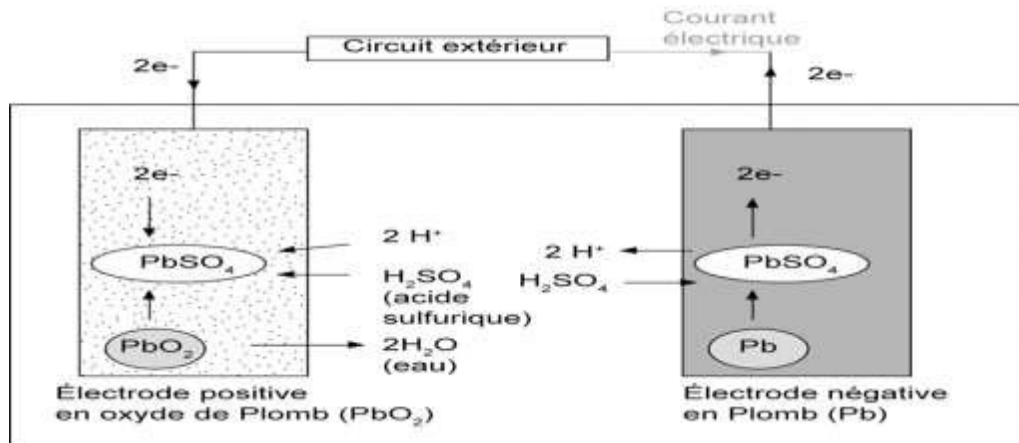 Courant
électrique
Circuit extérieur
2e-
2e-
2e-
2e-
2 H⁺
PbSO₄
H₂SO₄
(acide
sulfurique)
2 H⁺
PbSO₄
H₂SO₄
PbO₂
2H₂O
(eau)
Pb
Électrode positive
en oxyde de Plomb (PbO₂)
Électrode négative
en Plomb (Pb)